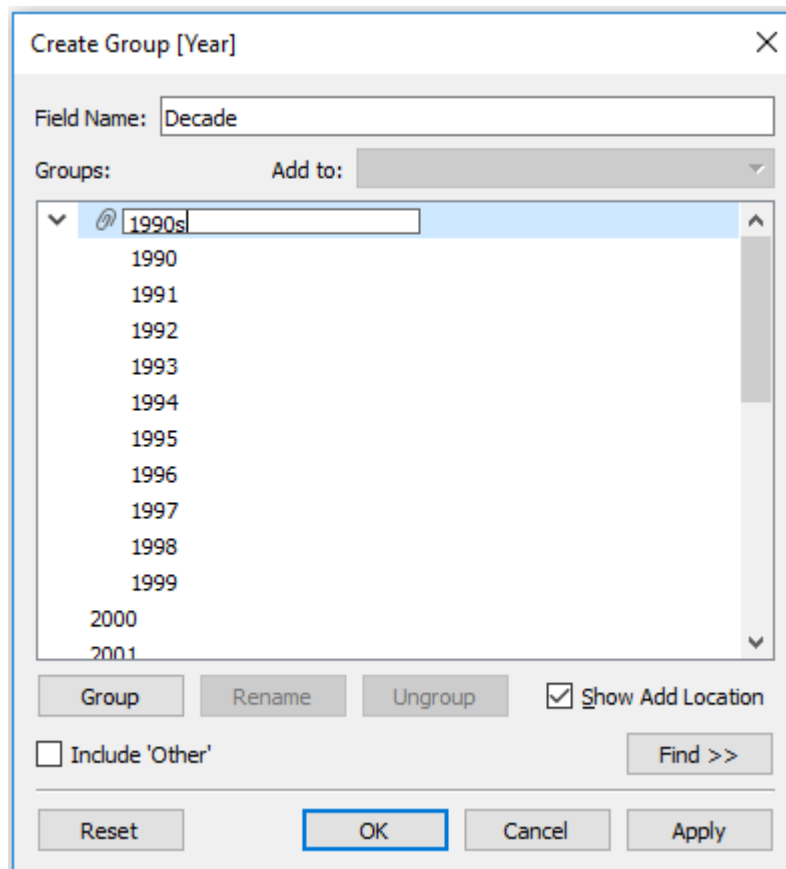 Create Group [Year]
Field Name: Decade
Groups: Add to:
1990s
1990
1991
1992
1993
1994
1995
1996
1997
1998
1999
2000
2001
Group Rename Ungroup Show Add Location
Include 'Other' Find >>
Reset OK Cancel Apply